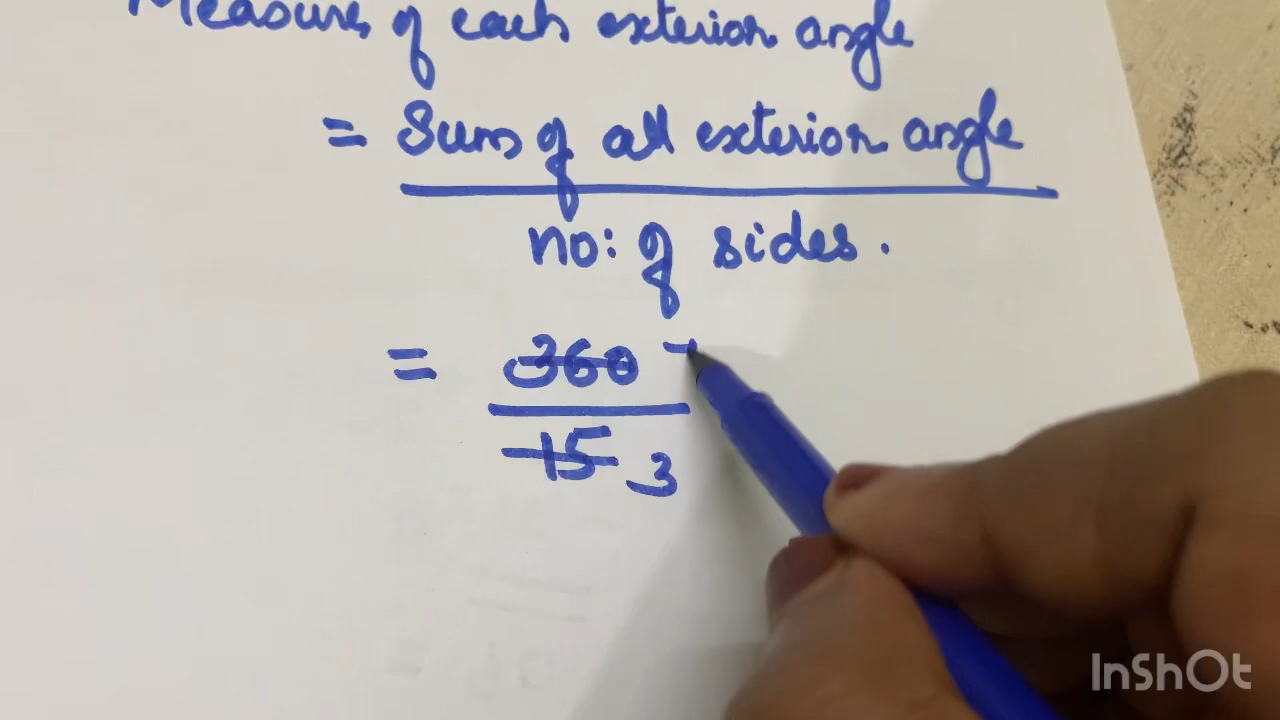 Measure of each exterior angle
= Sum of all exterior angle
no: of sides.
= 360
15 3
InShOt